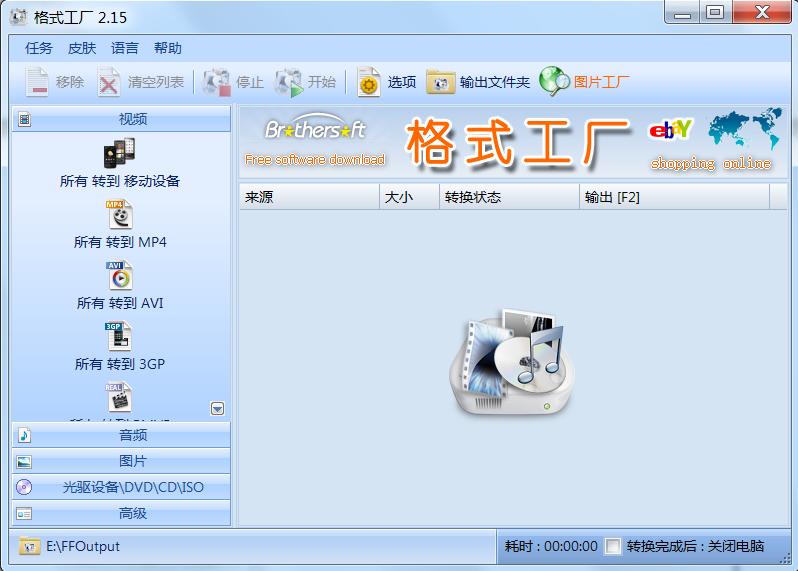 格式工厂 2.15
任务 皮肤 语言 帮助
移除 清空列表 停止 开始 选项 输出文件夹 图片工厂
视频
所有 转到 移动设备
MP4
所有 转到 MP4
AVI
所有 转到 AVI
3GP
所有 转到 3GP
REAL
所有 转到
音频
图片
光驱设备\DVD\CD\ISO
高级
Brothersoft
Free software download
格式工厂
ebay
shopping online
来源 大小 转换状态 输出 [F2]
E:\FFOutput
耗时 : 00:00:00 转换完成后 : 关闭电脑